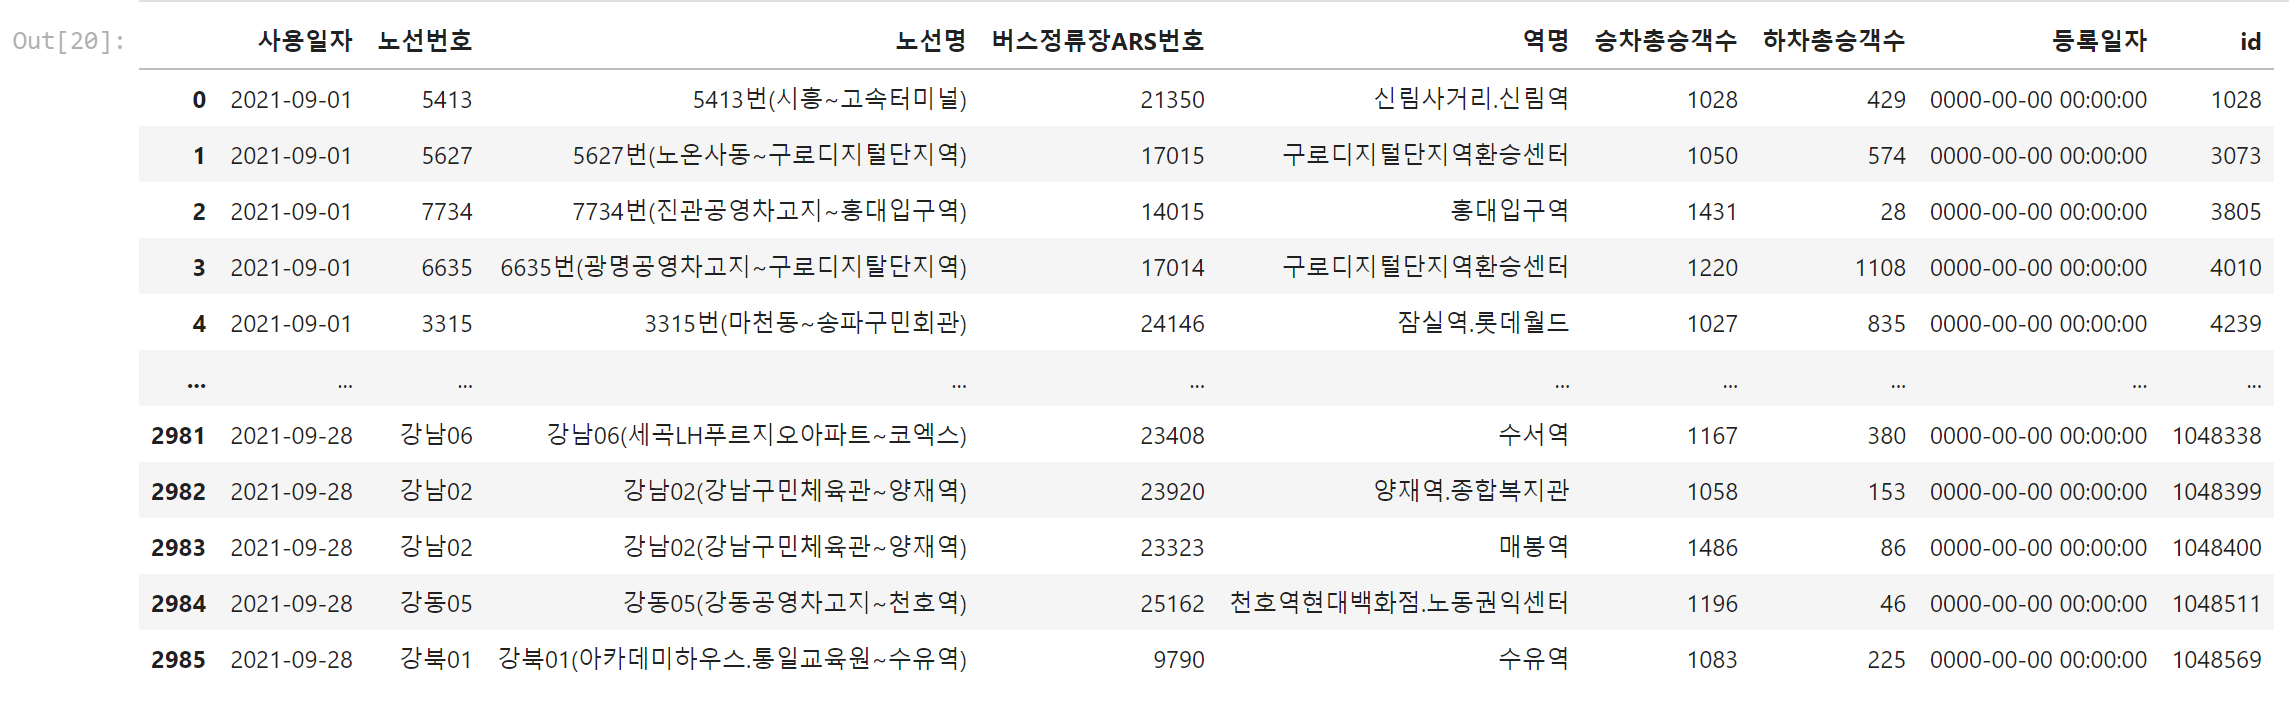 Out[20]: 사용일자 노선번호 노선명 버스정류장ARS번호 역명 승차총승객수 하차총승객수 등록일자 id
0 2021-09-01 5413 5413번(시흥~고속터미널) 21350 신림사거리.신림역 1028 429 0000-00-00 00:00:00 1028
1 2021-09-01 5627 5627번(노온사동~구로디지털단지역) 17015 구로디지털단지역환승센터 1050 574 0000-00-00 00:00:00 3073
2 2021-09-01 7734 7734번(진관공영차고지~홍대입구역) 14015 홍대입구역 1431 28 0000-00-00 00:00:00 3805
3 2021-09-01 6635 6635번(광명공영차고지~구로디지탈단지역) 17014 구로디지털단지역환승센터 1220 1108 0000-00-00 00:00:00 4010
4 2021-09-01 3315 3315번(마천동~송파구민회관) 24146 잠실역.롯데월드 1027 835 0000-00-00 00:00:00 4239
... ... ... ... ... ... ... ... ... ...
2981 2021-09-28 강남06 강남06(세곡LH푸르지오아파트~코엑스) 23408 수서역 1167 380 0000-00-00 00:00:00 1048338
2982 2021-09-28 강남02 강남02(강남구민체육관~양재역) 23920 양재역.종합복지관 1058 153 0000-00-00 00:00:00 1048399
2983 2021-09-28 강남02 강남02(강남구민체육관~양재역) 23323 매봉역 1486 86 0000-00-00 00:00:00 1048400
2984 2021-09-28 강동05 강동05(강동공영차고지~천호역) 25162 천호역현대백화점.노동권익센터 1196 46 0000-00-00 00:00:00 1048511
2985 2021-09-28 강북01 강북01(아카데미하우스.통일교육원~수유역) 9790 수유역 1083 225 0000-00-00 00:00:00 1048569